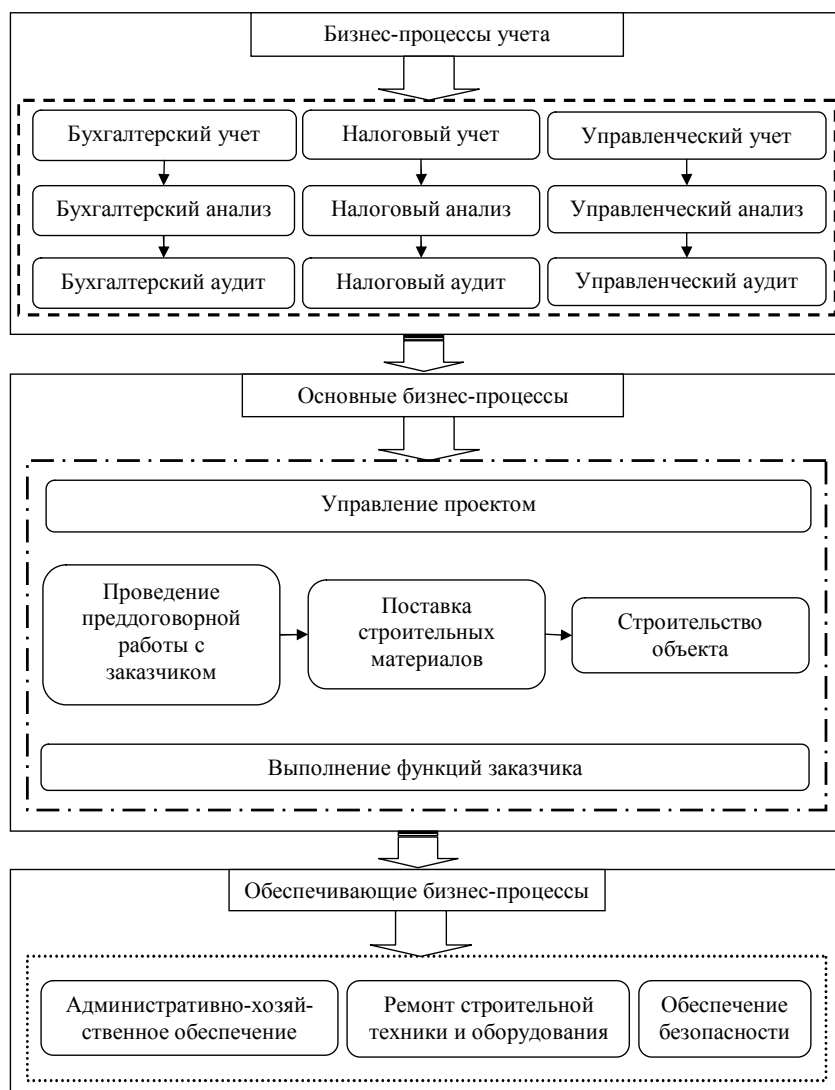 Бизнес-процессы учета
Бухгалтерский учет
Налоговый учет
Управленческий учет
Бухгалтерский анализ
Налоговый анализ
Управленческий анализ
Бухгалтерский аудит
Налоговый аудит
Управленческий аудит
Основные бизнес-процессы
Управление проектом
Проведение
преддоговорной
работы с
заказчиком
Поставка
строительных
материалов
Строительство
объекта
Выполнение функций заказчика
Обеспечивающие бизнес-процессы
Административно-хозяй-
ственное обеспечение
Ремонт строительной
техники и оборудования
Обеспечение
безопасности